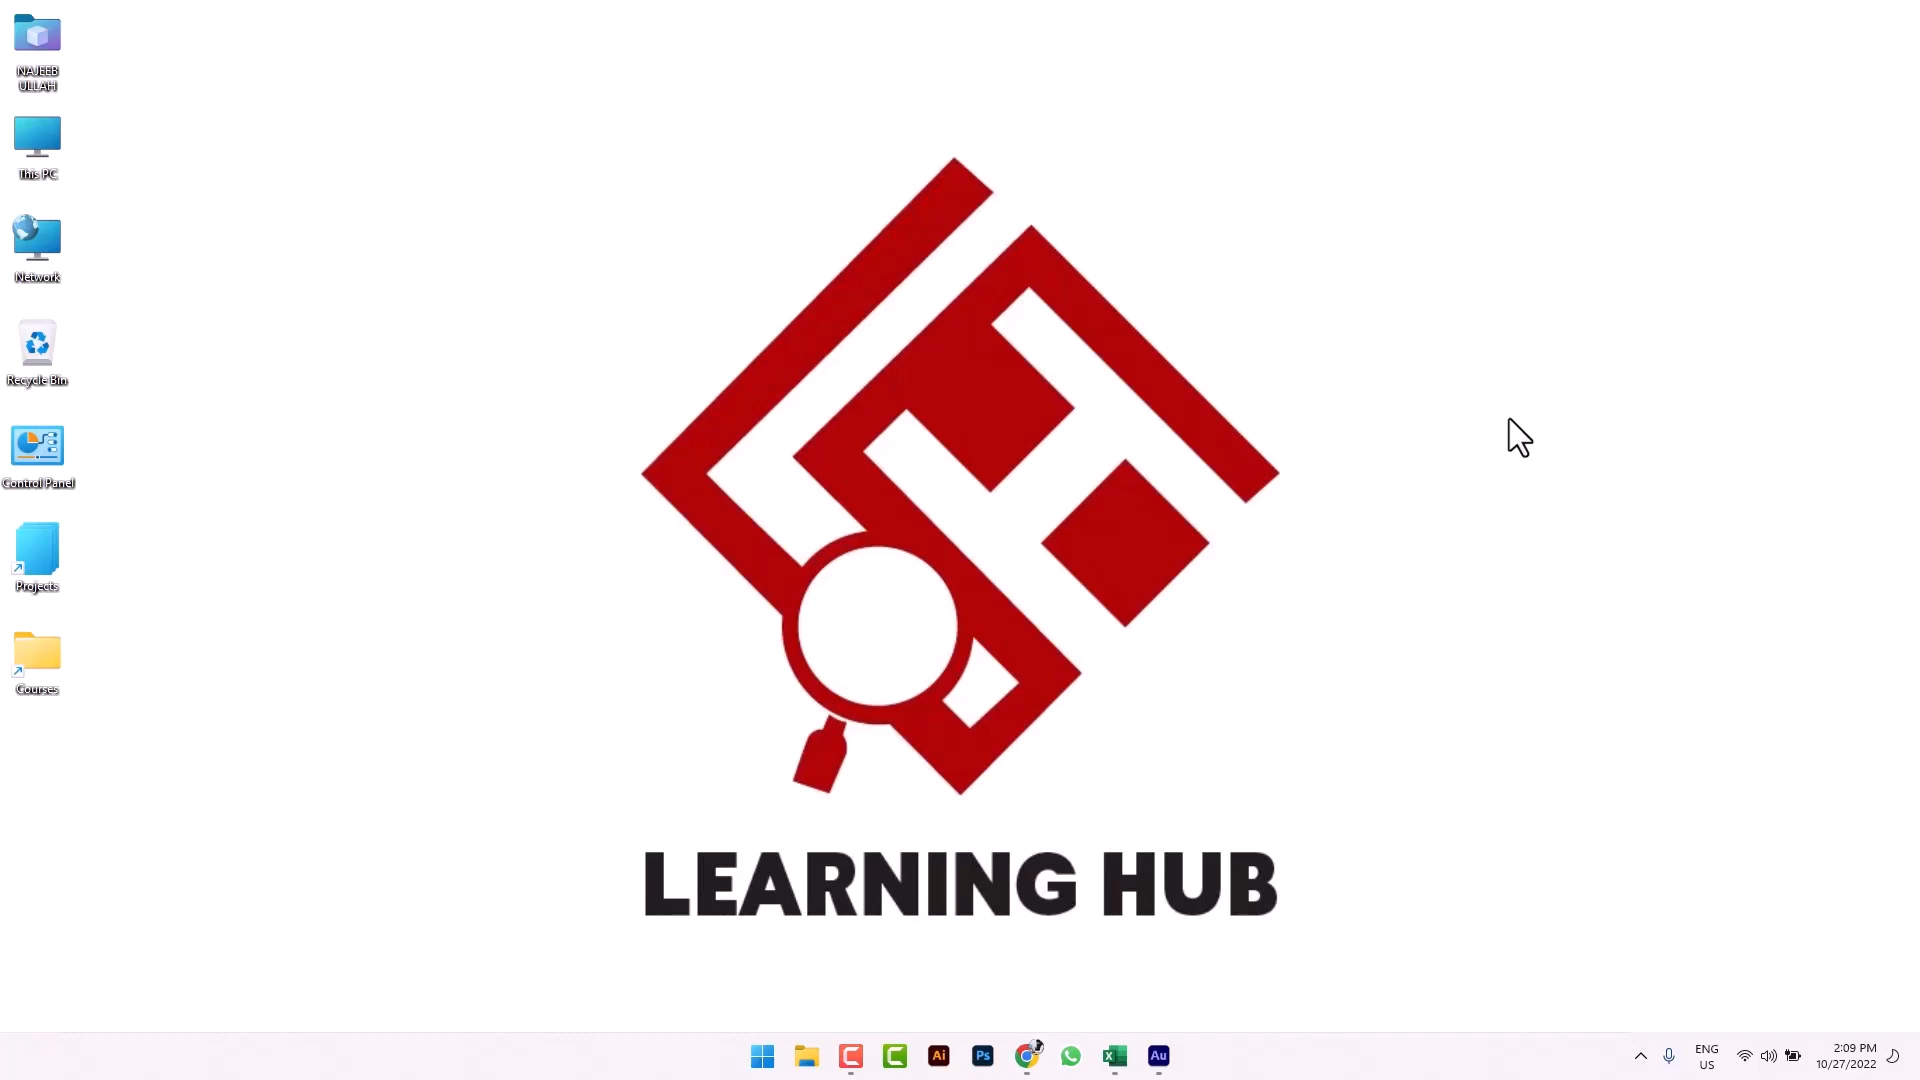 NAJEEB
ULLAH
This PC
Network
Recycle Bin
Control Panel
Projects
Courses
LEARNING HUB
Ai
Ps
Au
ENG
US
2:09 PM
10/27/2022